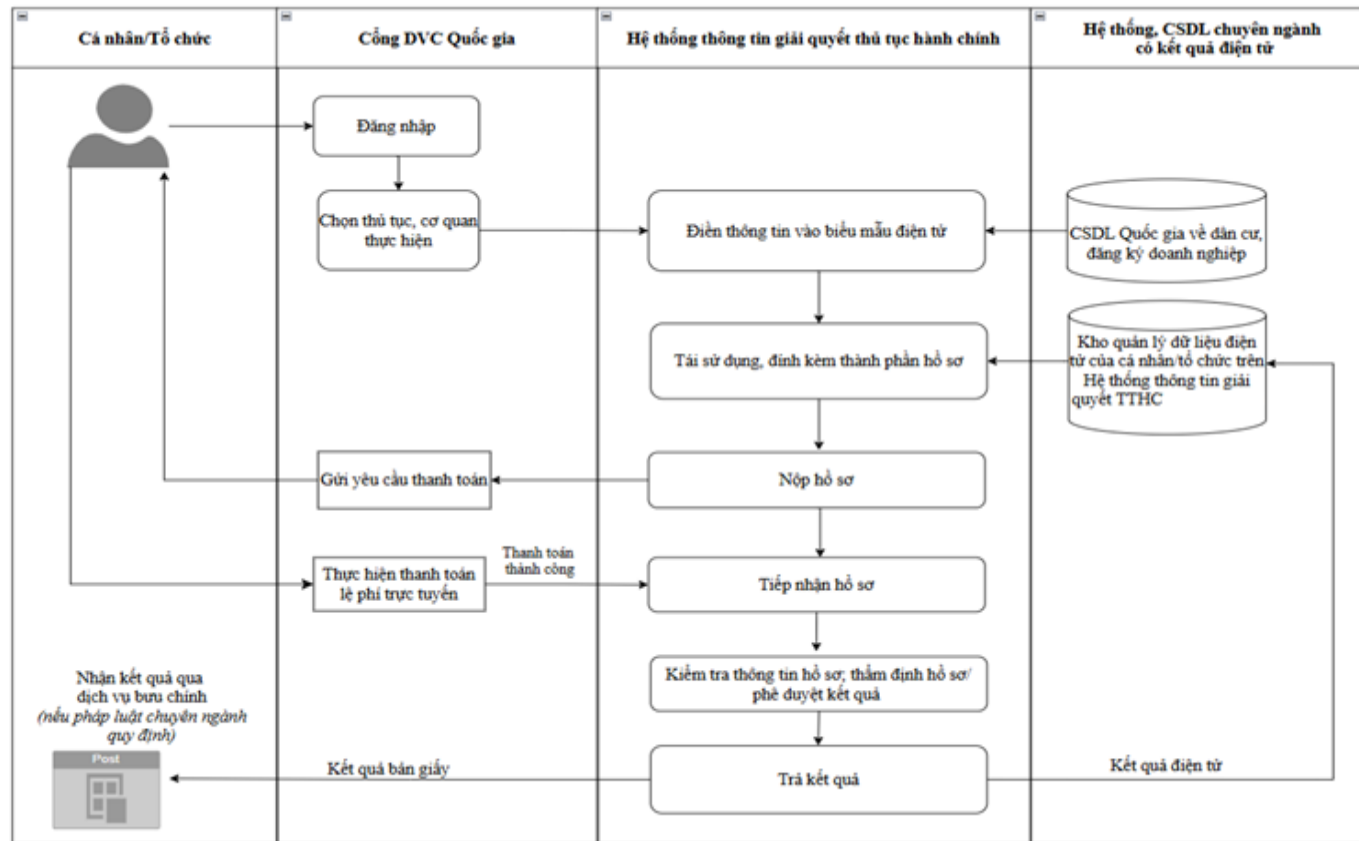 Cá nhân/Tổ chức
Cổng DVC Quốc gia
Hệ thống thông tin giải quyết thủ tục hành chính
Hệ thống, CSDL chuyên ngành
có kết quả điện tử
Đăng nhập
Chọn thủ tục, cơ quan
thực hiện
Điền thông tin vào biểu mẫu điện tử
CSDL Quốc gia về dân cư,
đăng ký doanh nghiệp
Tái sử dụng, đính kèm thành phần hồ sơ
Kho quản lý dữ liệu điện
tử của cá nhân/tổ chức trên
Hệ thống thông tin giải
quyết TTHC
Gửi yêu cầu thanh toán
Nộp hồ sơ
Thực hiện thanh toán
lệ phí trực tuyến
Thanh toán
thành công
Tiếp nhận hồ sơ
Kiểm tra thông tin hồ sơ; thẩm định hồ sơ/
phê duyệt kết quả
Nhận kết quả qua
dịch vụ bưu chính
(nếu pháp luật chuyên ngành
quy định)
Post
Kết quả bản giấy
Trả kết quả
Kết quả điện tử